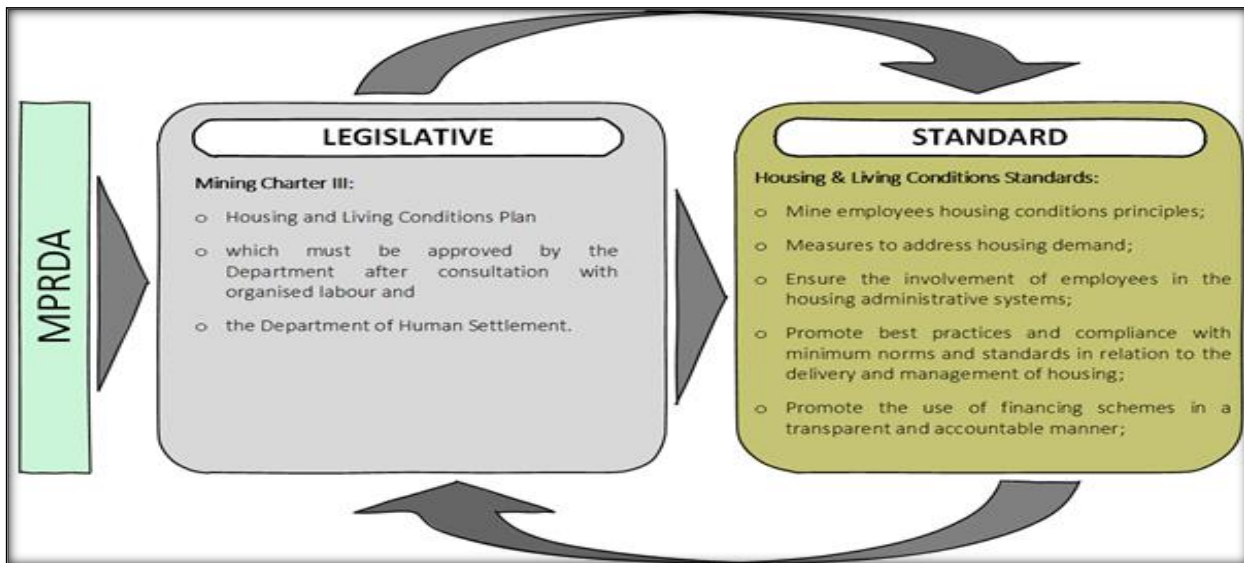 MPRDA
LEGISLATIVE
Mining Charter III:
o Housing and Living Conditions Plan
o which must be approved by the
Department after consultation with
organised labour and
o the Department of Human Settlement.
STANDARD
Housing & Living Conditions Standards:
o Mine employees housing conditions principles;
o Measures to address housing demand;
o Ensure the involvement of employees in the
housing administrative systems;
o Promote best practices and compliance with
minimum norms and standards in relation to the
delivery and management of housing;
o Promote the use of financing schemes in a
transparent and accountable manner;